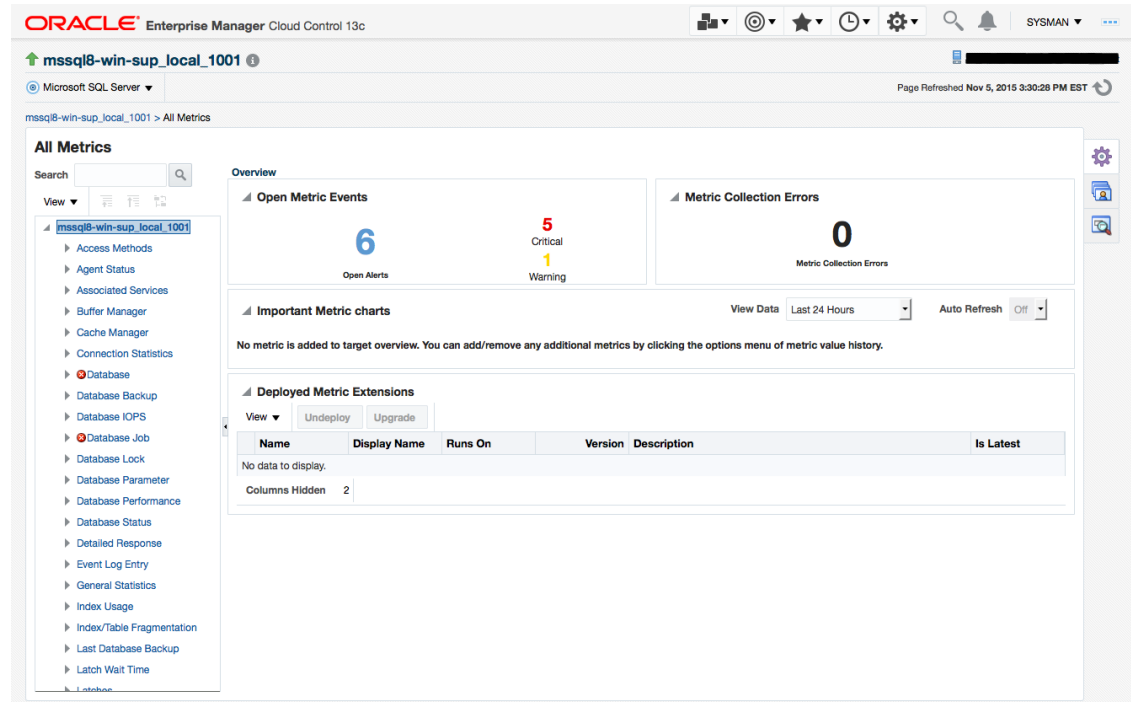 ORACLE Enterprise Manager Cloud Control 13c
SYSMAN
mssql8-win-sup_local_1001
Microsoft SQL Server
Page Refreshed Nov 5, 2015 3:30:28 PM EST
mssql8-win-sup_local_1001 > All Metrics
All Metrics
Search
View
mssql8-win-sup_local_1001
Access Methods
Agent Status
Associated Services
Buffer Manager
Cache Manager
Connection Statistics
Database
Database Backup
Database IOPS
Database Job
Database Lock
Database Parameter
Database Performance
Database Status
Detailed Response
Event Log Entry
General Statistics
Index Usage
Index/Table Fragmentation
Last Database Backup
Latch Wait Time
Latches
Overview
Open Metric Events
6
Open Alerts
5
Critical
1
Warning
Metric Collection Errors
0
Metric Collection Errors
Important Metric charts
View Data Last 24 Hours
Auto Refresh Off
No metric is added to target overview. You can add/remove any additional metrics by clicking the options menu of metric value history.
Deployed Metric Extensions
View Undeploy Upgrade
Name Display Name Runs On Version Description Is Latest
No data to display.
Columns Hidden 2